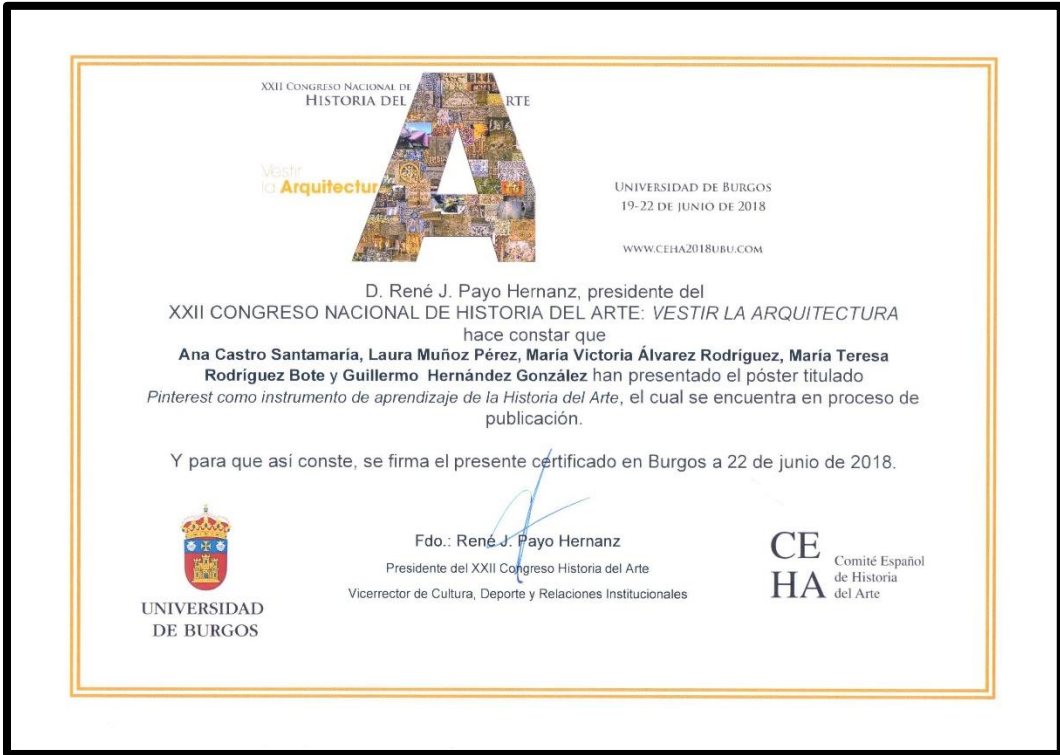 XXII CONGRESO NACIONAL DE
HISTORIA DEL ARTE
Vestir
la Arquitectura
UNIVERSIDAD DE BURGOS
19-22 DE JUNIO DE 2018
WWW.CEHA2018UBU.COM
D. René J. Payo Hernanz, presidente del
XXII CONGRESO NACIONAL DE HISTORIA DEL ARTE: VESTIR LA ARQUITECTURA
hace constar que
Ana Castro Santamaría, Laura Muñoz Pérez, María Victoria Álvarez Rodríguez, María Teresa
Rodríguez Bote y Guillermo Hernández González han presentado el póster titulado
Pinterest como instrumento de aprendizaje de la Historia del Arte, el cual se encuentra en proceso de
publicación.
Y para que así conste, se firma el presente certificado en Burgos a 22 de junio de 2018.
Fdo.: René J. Payo Hernanz
Presidente del XXII Congreso Historia del Arte
Vicerrector de Cultura, Deporte y Relaciones Institucionales
UNIVERSIDAD
DE BURGOS
CE
HA
Comité Español
de Historia
del Arte